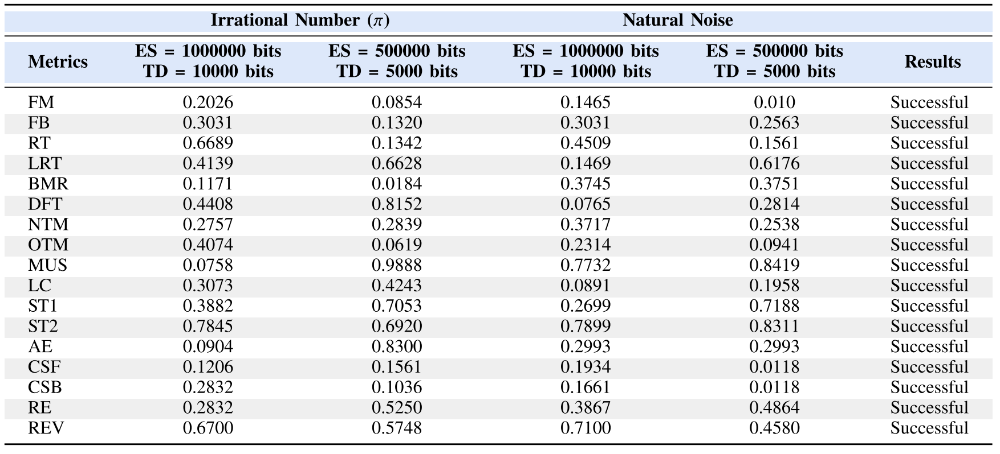 Irrational Number (π) Natural Noise
Metrics ES = 1000000 bits TD = 10000 bits ES = 500000 bits TD = 5000 bits ES = 1000000 bits TD = 10000 bits ES = 500000 bits TD = 5000 bits Results
FM 0.2026 0.0854 0.1465 0.010 Successful
FB 0.3031 0.1320 0.3031 0.2563 Successful
RT 0.6689 0.1342 0.4509 0.1561 Successful
LRT 0.4139 0.6628 0.1469 0.6176 Successful
BMR 0.1171 0.0184 0.3745 0.3751 Successful
DFT 0.4408 0.8152 0.0765 0.2814 Successful
NTM 0.2757 0.2839 0.3717 0.2538 Successful
OTM 0.4074 0.0619 0.2314 0.0941 Successful
MUS 0.0758 0.9888 0.7732 0.8419 Successful
LC 0.3073 0.4243 0.0891 0.1958 Successful
ST1 0.3882 0.7053 0.2699 0.7188 Successful
ST2 0.7845 0.6920 0.7899 0.8311 Successful
AE 0.0904 0.8300 0.2993 0.2993 Successful
CSF 0.1206 0.1561 0.1934 0.0118 Successful
CSB 0.2832 0.1036 0.1661 0.0118 Successful
RE 0.2832 0.5250 0.3867 0.4864 Successful
REV 0.6700 0.5748 0.7100 0.4580 Successful